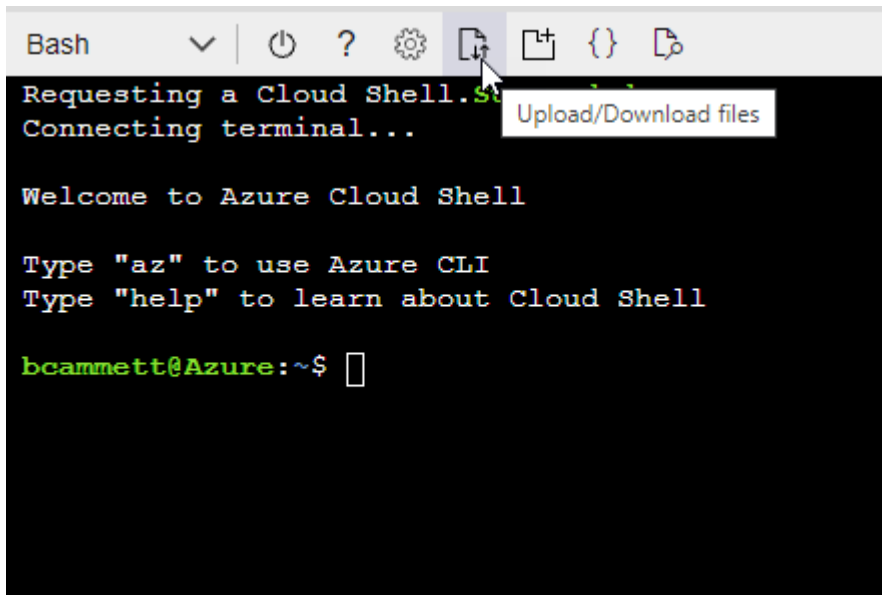 Bash
?
{}
Requesting a Cloud Shell.
Upload/Download files
Connecting terminal...
Welcome to Azure Cloud Shell
Type "az" to use Azure CLI
Type "help" to learn about Cloud Shell
bcammett@Azure:~$